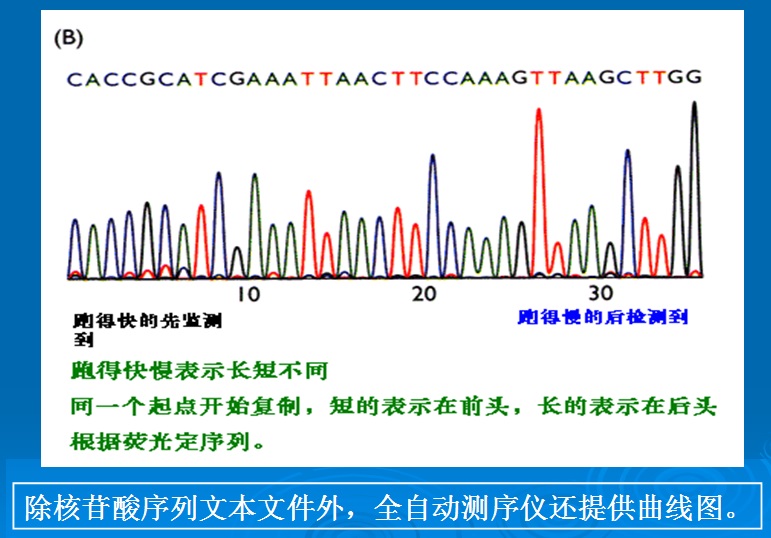 (B)
CACCGCATCGAAATTAACTTCCAAAGTTAAGCTTGG
10 20 30
跑得快的先监测到
跑得慢的后检测到
跑得快慢表示长短不同
同一个起点开始复制，短的表示在前头，长的表示在后头
根据荧光定序列。
除核苷酸序列文本文件外，全自动测序仪还提供曲线图。